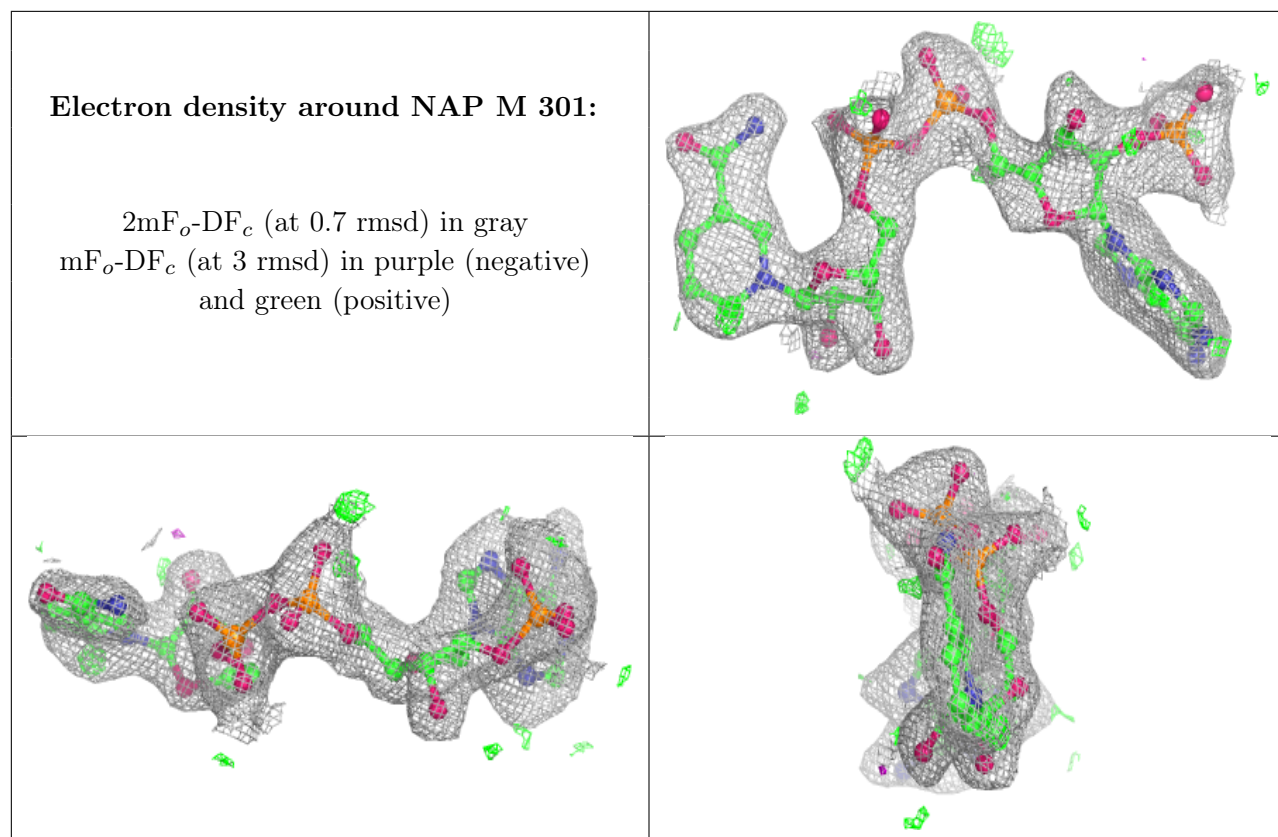 Electron density around NAP M 301:
2mFₒ-DF𝒸 (at 0.7 rmsd) in gray
mFₒ-DF𝒸 (at 3 rmsd) in purple (negative)
and green (positive)